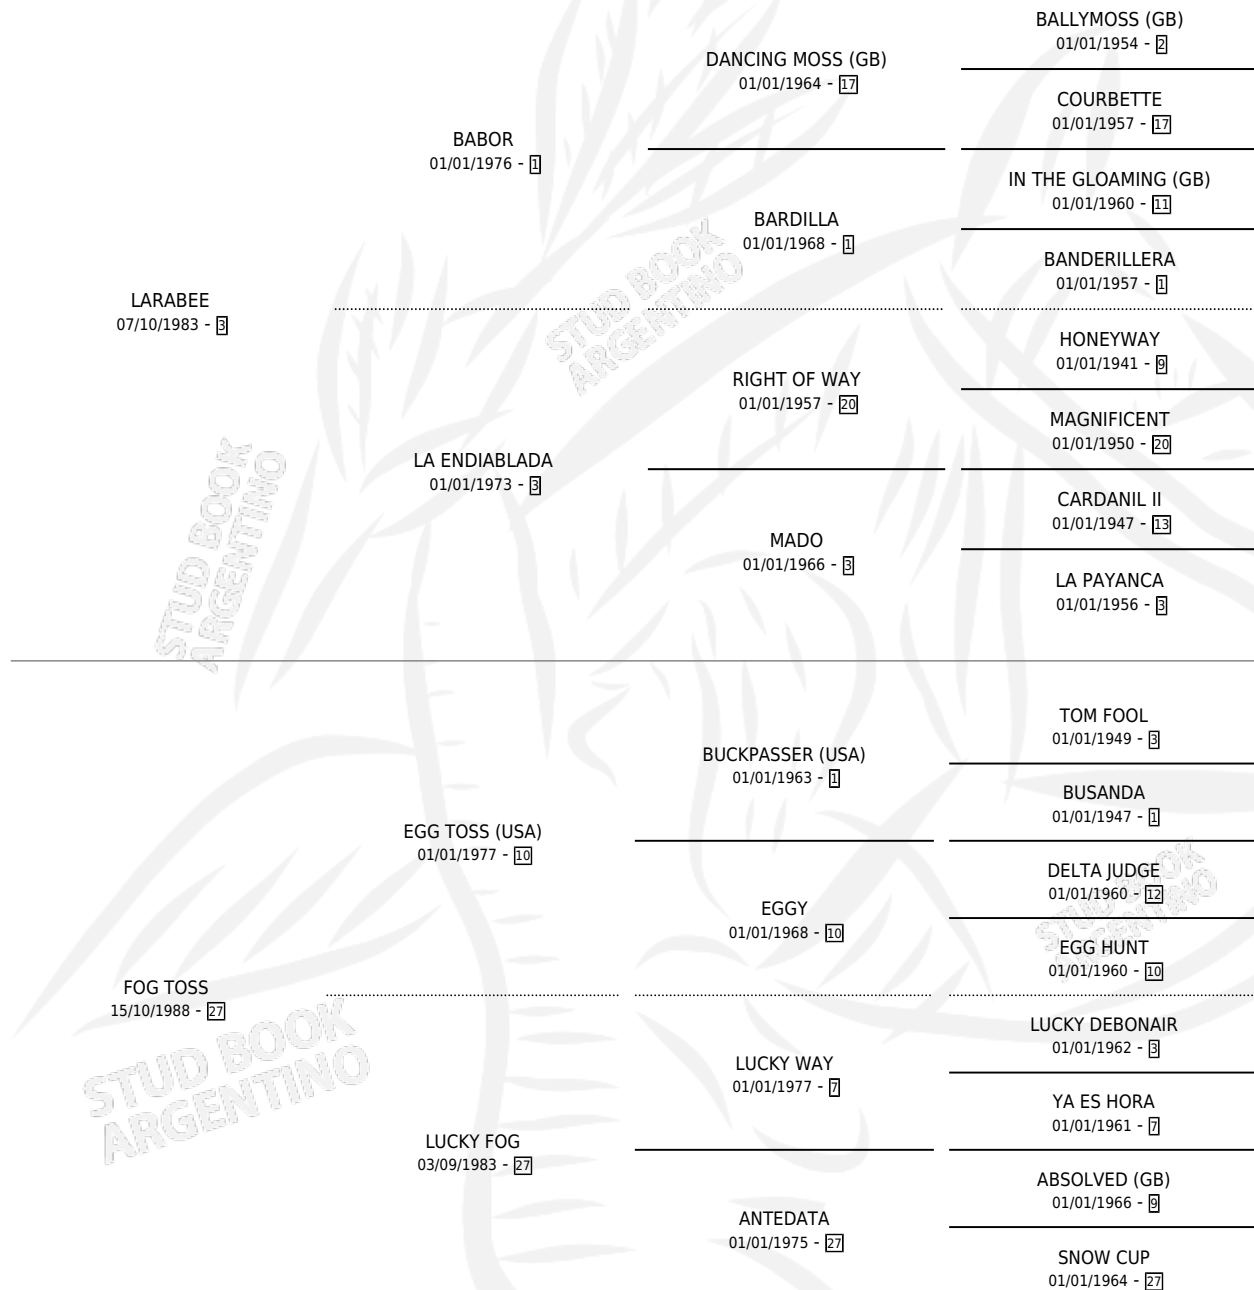 BALLYMOSS (GB)
01/01/1954 - 2
DANCING MOSS (GB)
01/01/1964 - 17
COURBETTE
01/01/1957 - 17
BABOR
01/01/1976 - 1
IN THE GLOAMING (GB)
01/01/1960 - 11
BARDILLA
01/01/1968 - 1
BANDERILLERA
01/01/1957 - 1
LARABEE
07/10/1983 - 3
HONEYWAY
01/01/1941 - 9
RIGHT OF WAY
01/01/1957 - 20
MAGNIFICENT
01/01/1950 - 20
LA ENDIABLADA
01/01/1973 - 3
CARDANIL II
01/01/1947 - 13
MADO
01/01/1966 - 3
LA PAYANCA
01/01/1956 - 3
TOM FOOL
01/01/1949 - 3
BUCKPASSER (USA)
01/01/1963 - 1
BUSANDA
01/01/1947 - 1
EGG TOSS (USA)
01/01/1977 - 10
DELTA JUDGE
01/01/1960 - 12
EGGY
01/01/1968 - 10
EGG HUNT
01/01/1960 - 10
FOG TOSS
15/10/1988 - 27
LUCKY DEBONAIR
01/01/1962 - 3
LUCKY WAY
01/01/1977 - 7
YA ES HORA
01/01/1961 - 7
LUCKY FOG
03/09/1983 - 27
ABSOLVED (GB)
01/01/1966 - 9
ANTEDATA
01/01/1975 - 27
SNOW CUP
01/01/1964 - 27
STUD BOOK
ARGENTINO
STUD BOOK
ARGENTINO
STUD BOOK
ARGENTINO
STUD BOOK
ARGENTINO